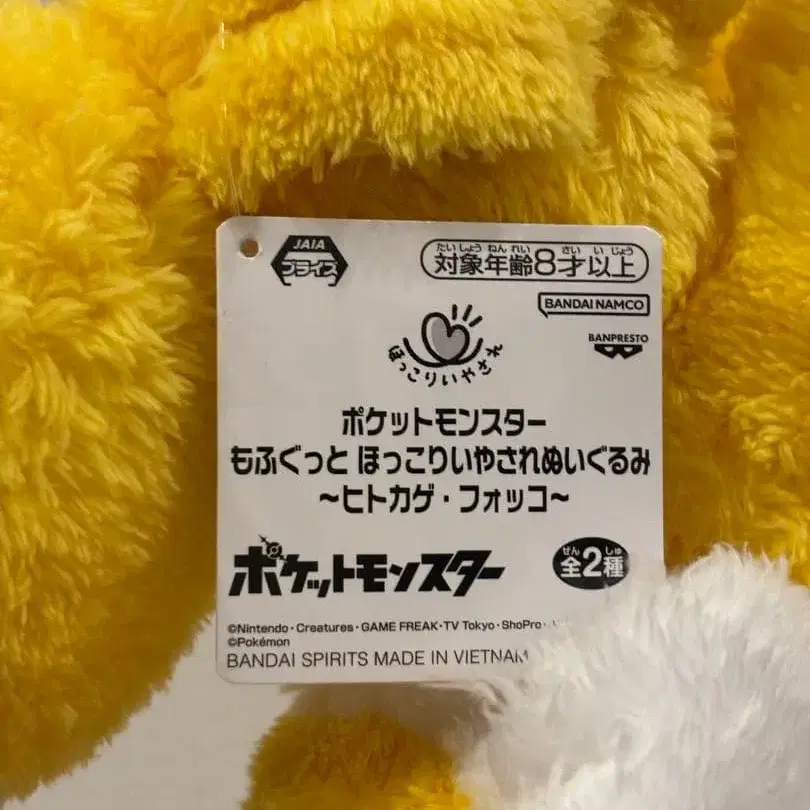 JAIA
プライズ
たいしょうねんれい さいいじょう
対象年齢8才以上
BANDAI NAMCO
BANPRESTO
ほっこりいやされ
ポケットモンスター
もふぐっと ほっこりいやされぬいぐるみ
～ヒトカゲ・フォッコ～
ポケットモンスター
ぜん しゅ
全2種
©Nintendo・Creatures・GAME FREAK・TV Tokyo・ShoPro・
©Pokémon
BANDAI SPIRITS MADE IN VIETNAM